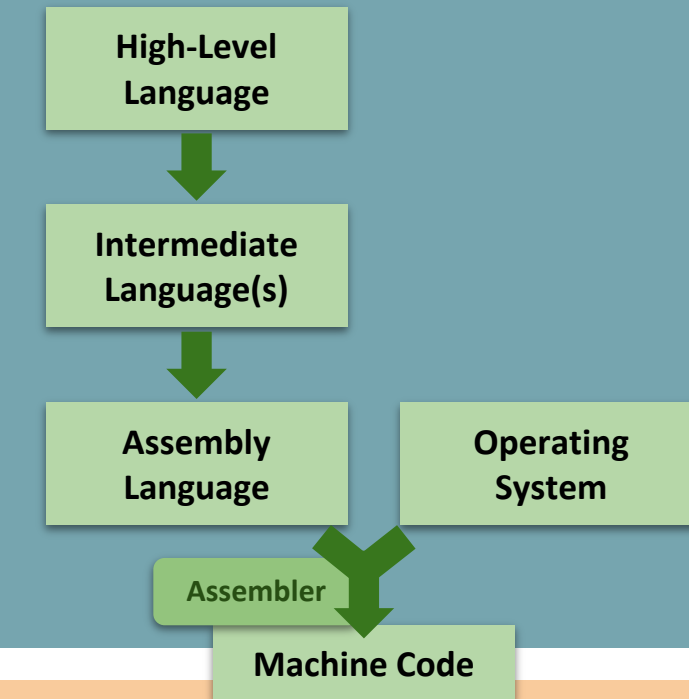 High-Level
Language
Intermediate
Language(s)
Assembly
Language
Operating
System
Assembler
Machine Code